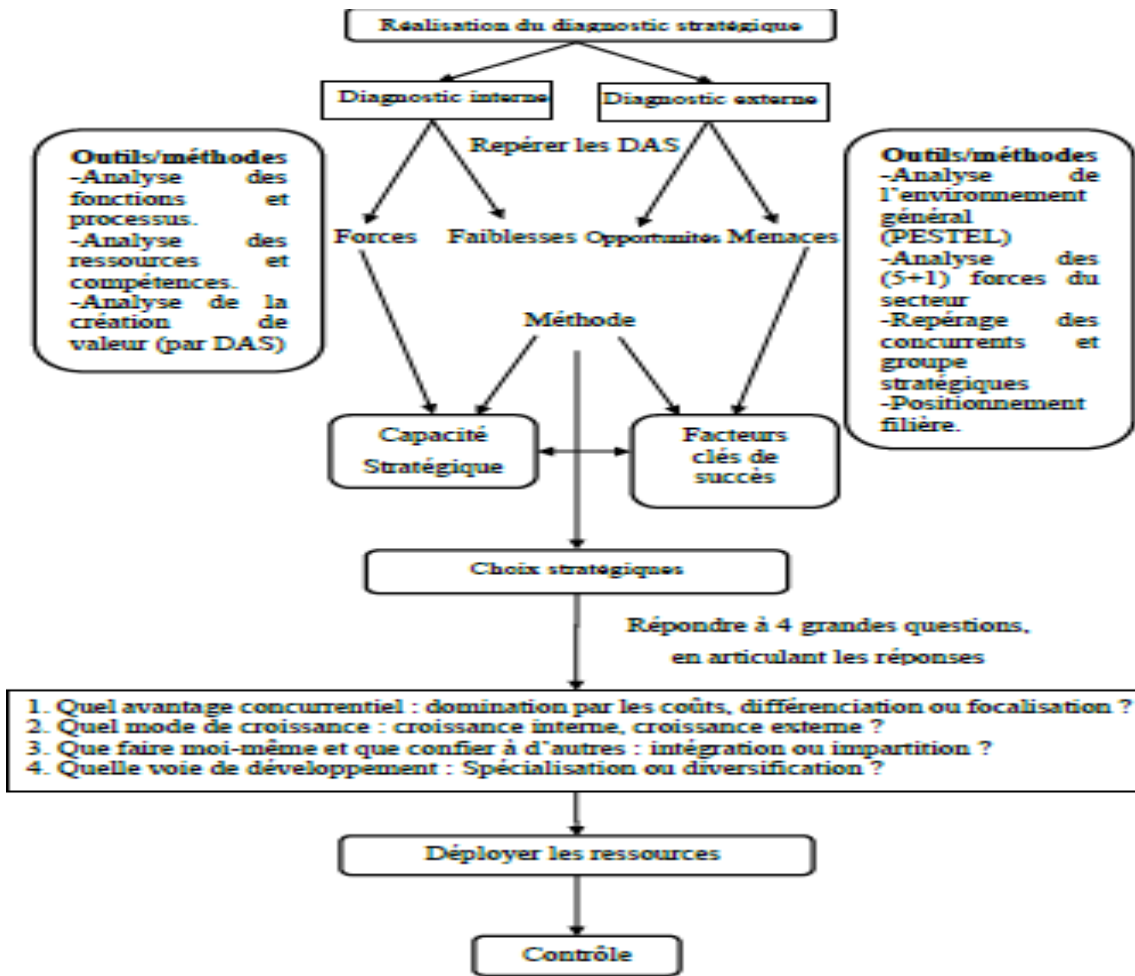 Réalisation du diagnostic stratégique
Diagnostic interne
Diagnostic externe
Repérer les DAS
Outils/méthodes
-Analyse des
fonctions et
processus.
-Analyse des
ressources et
compétences.
-Analyse de la
création de
valeur (par DAS)
Forces
Faiblesses
Opportunités
Menaces
Outils/méthodes
-Analyse de
l'environnement
général
(PESTEL)
-Analyse des
(5+1) forces du
secteur
-Repérage des
concurrents et
groupe
stratégiques
-Positionnement
filière.
Méthode
Capacité
Stratégique
Facteurs
clés de
succès
Choix stratégiques
Répondre à 4 grandes questions,
en articulant les réponses
1. Quel avantage concurrentiel : domination par les coûts, différenciation ou focalisation ?
2. Quel mode de croissance : croissance interne, croissance externe ?
3. Que faire moi-même et que confier à d'autres : intégration ou impartition ?
4. Quelle voie de développement : Spécialisation ou diversification ?
Déployer les ressources
Contrôle